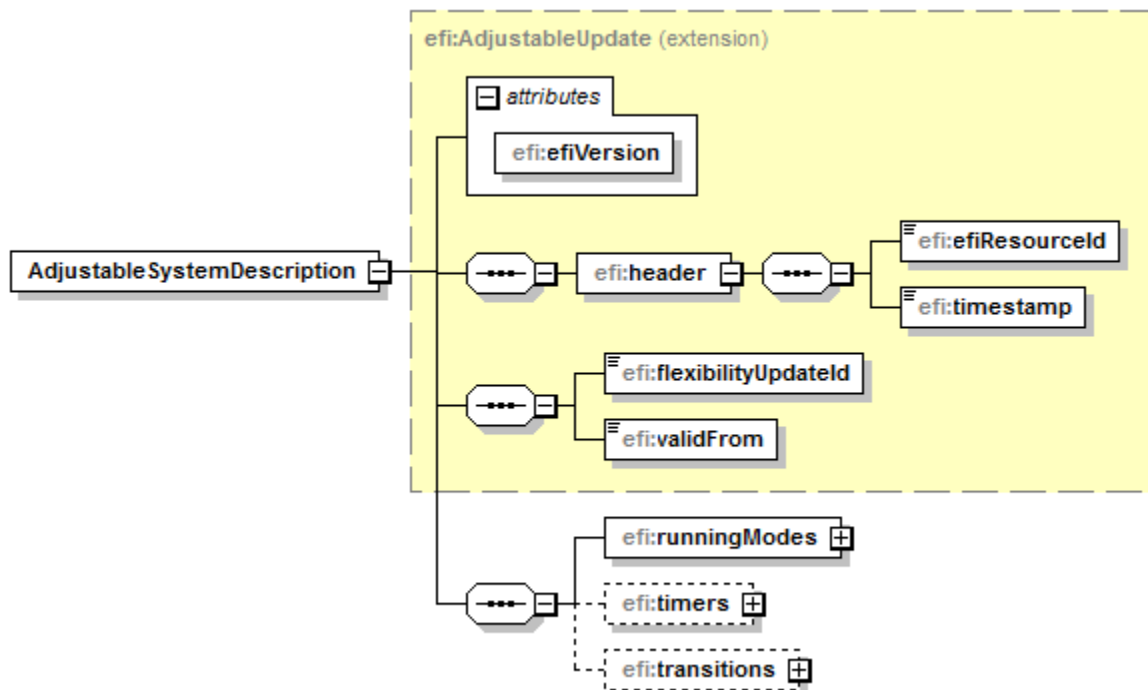 efi:AdjustableUpdate (extension)
attributes
efi:efiVersion
AdjustableSystemDescription
efi:header
efi:efiResourceId
efi:timestamp
efi:flexibilityUpdateId
efi:validFrom
efi:runningModes
efi:timers
efi:transitions